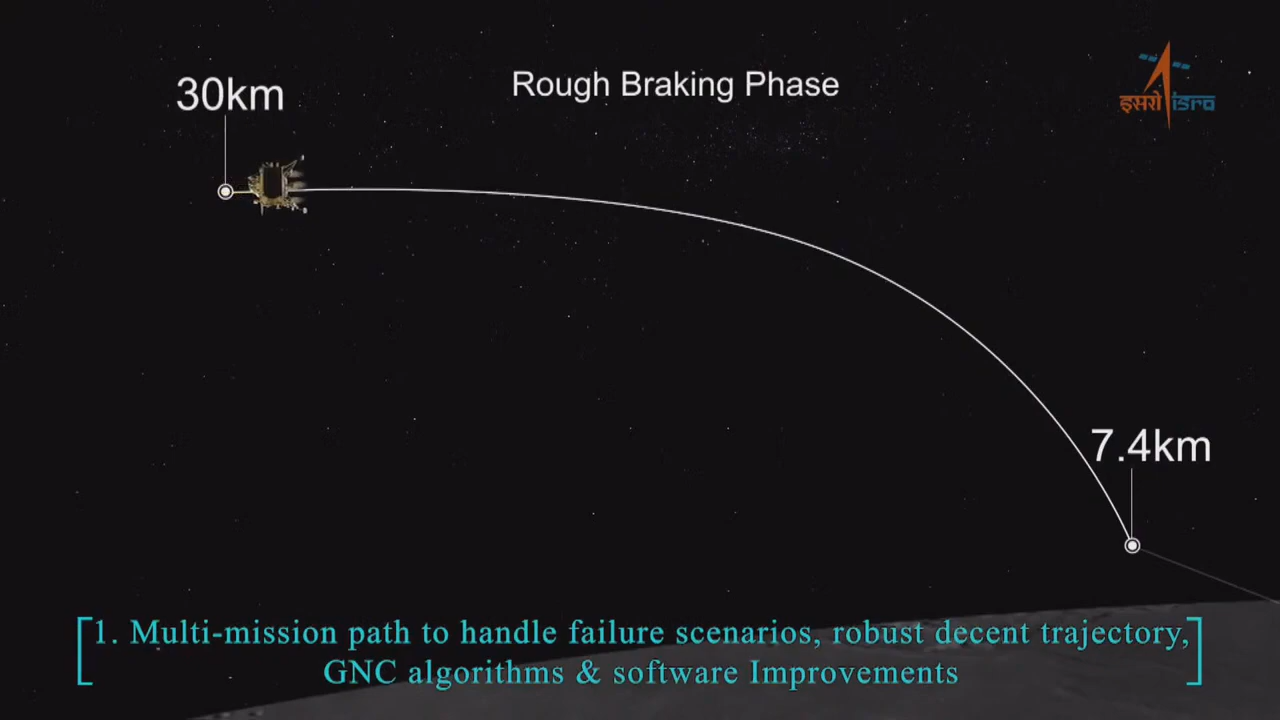 30km
Rough Braking Phase
इसरो isro
7.4km
1. Multi-mission path to handle failure scenarios, robust decent trajectory,
GNC algorithms & software Improvements